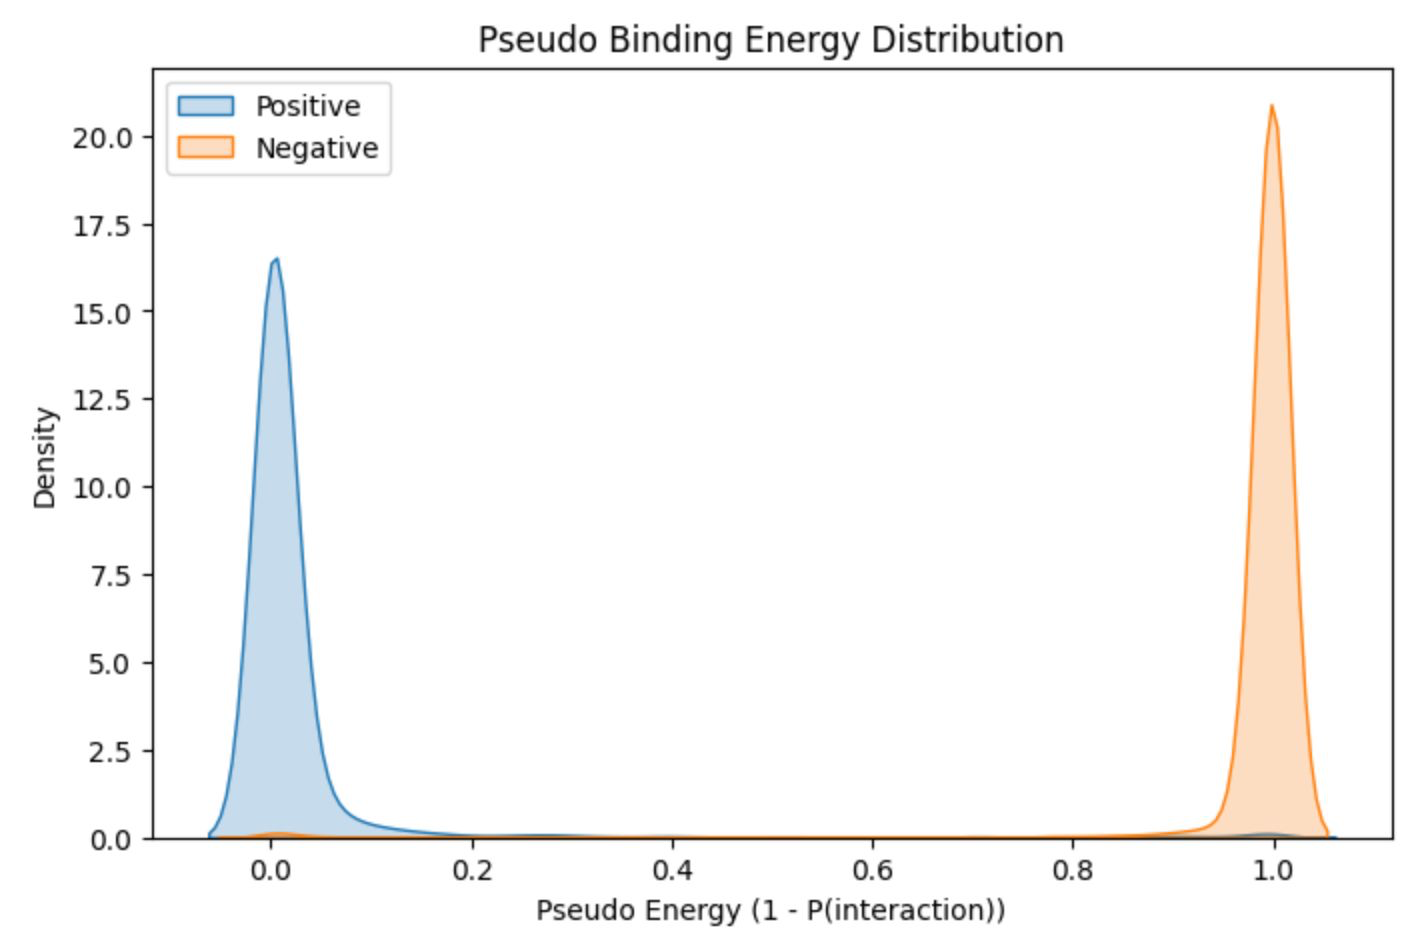 Pseudo Binding Energy Distribution
Positive
Negative
20.0
17.5
15.0
12.5
10.0
7.5
5.0
2.5
0.0
Density
0.0 0.2 0.4 0.6 0.8 1.0
Pseudo Energy (1 - P(interaction))